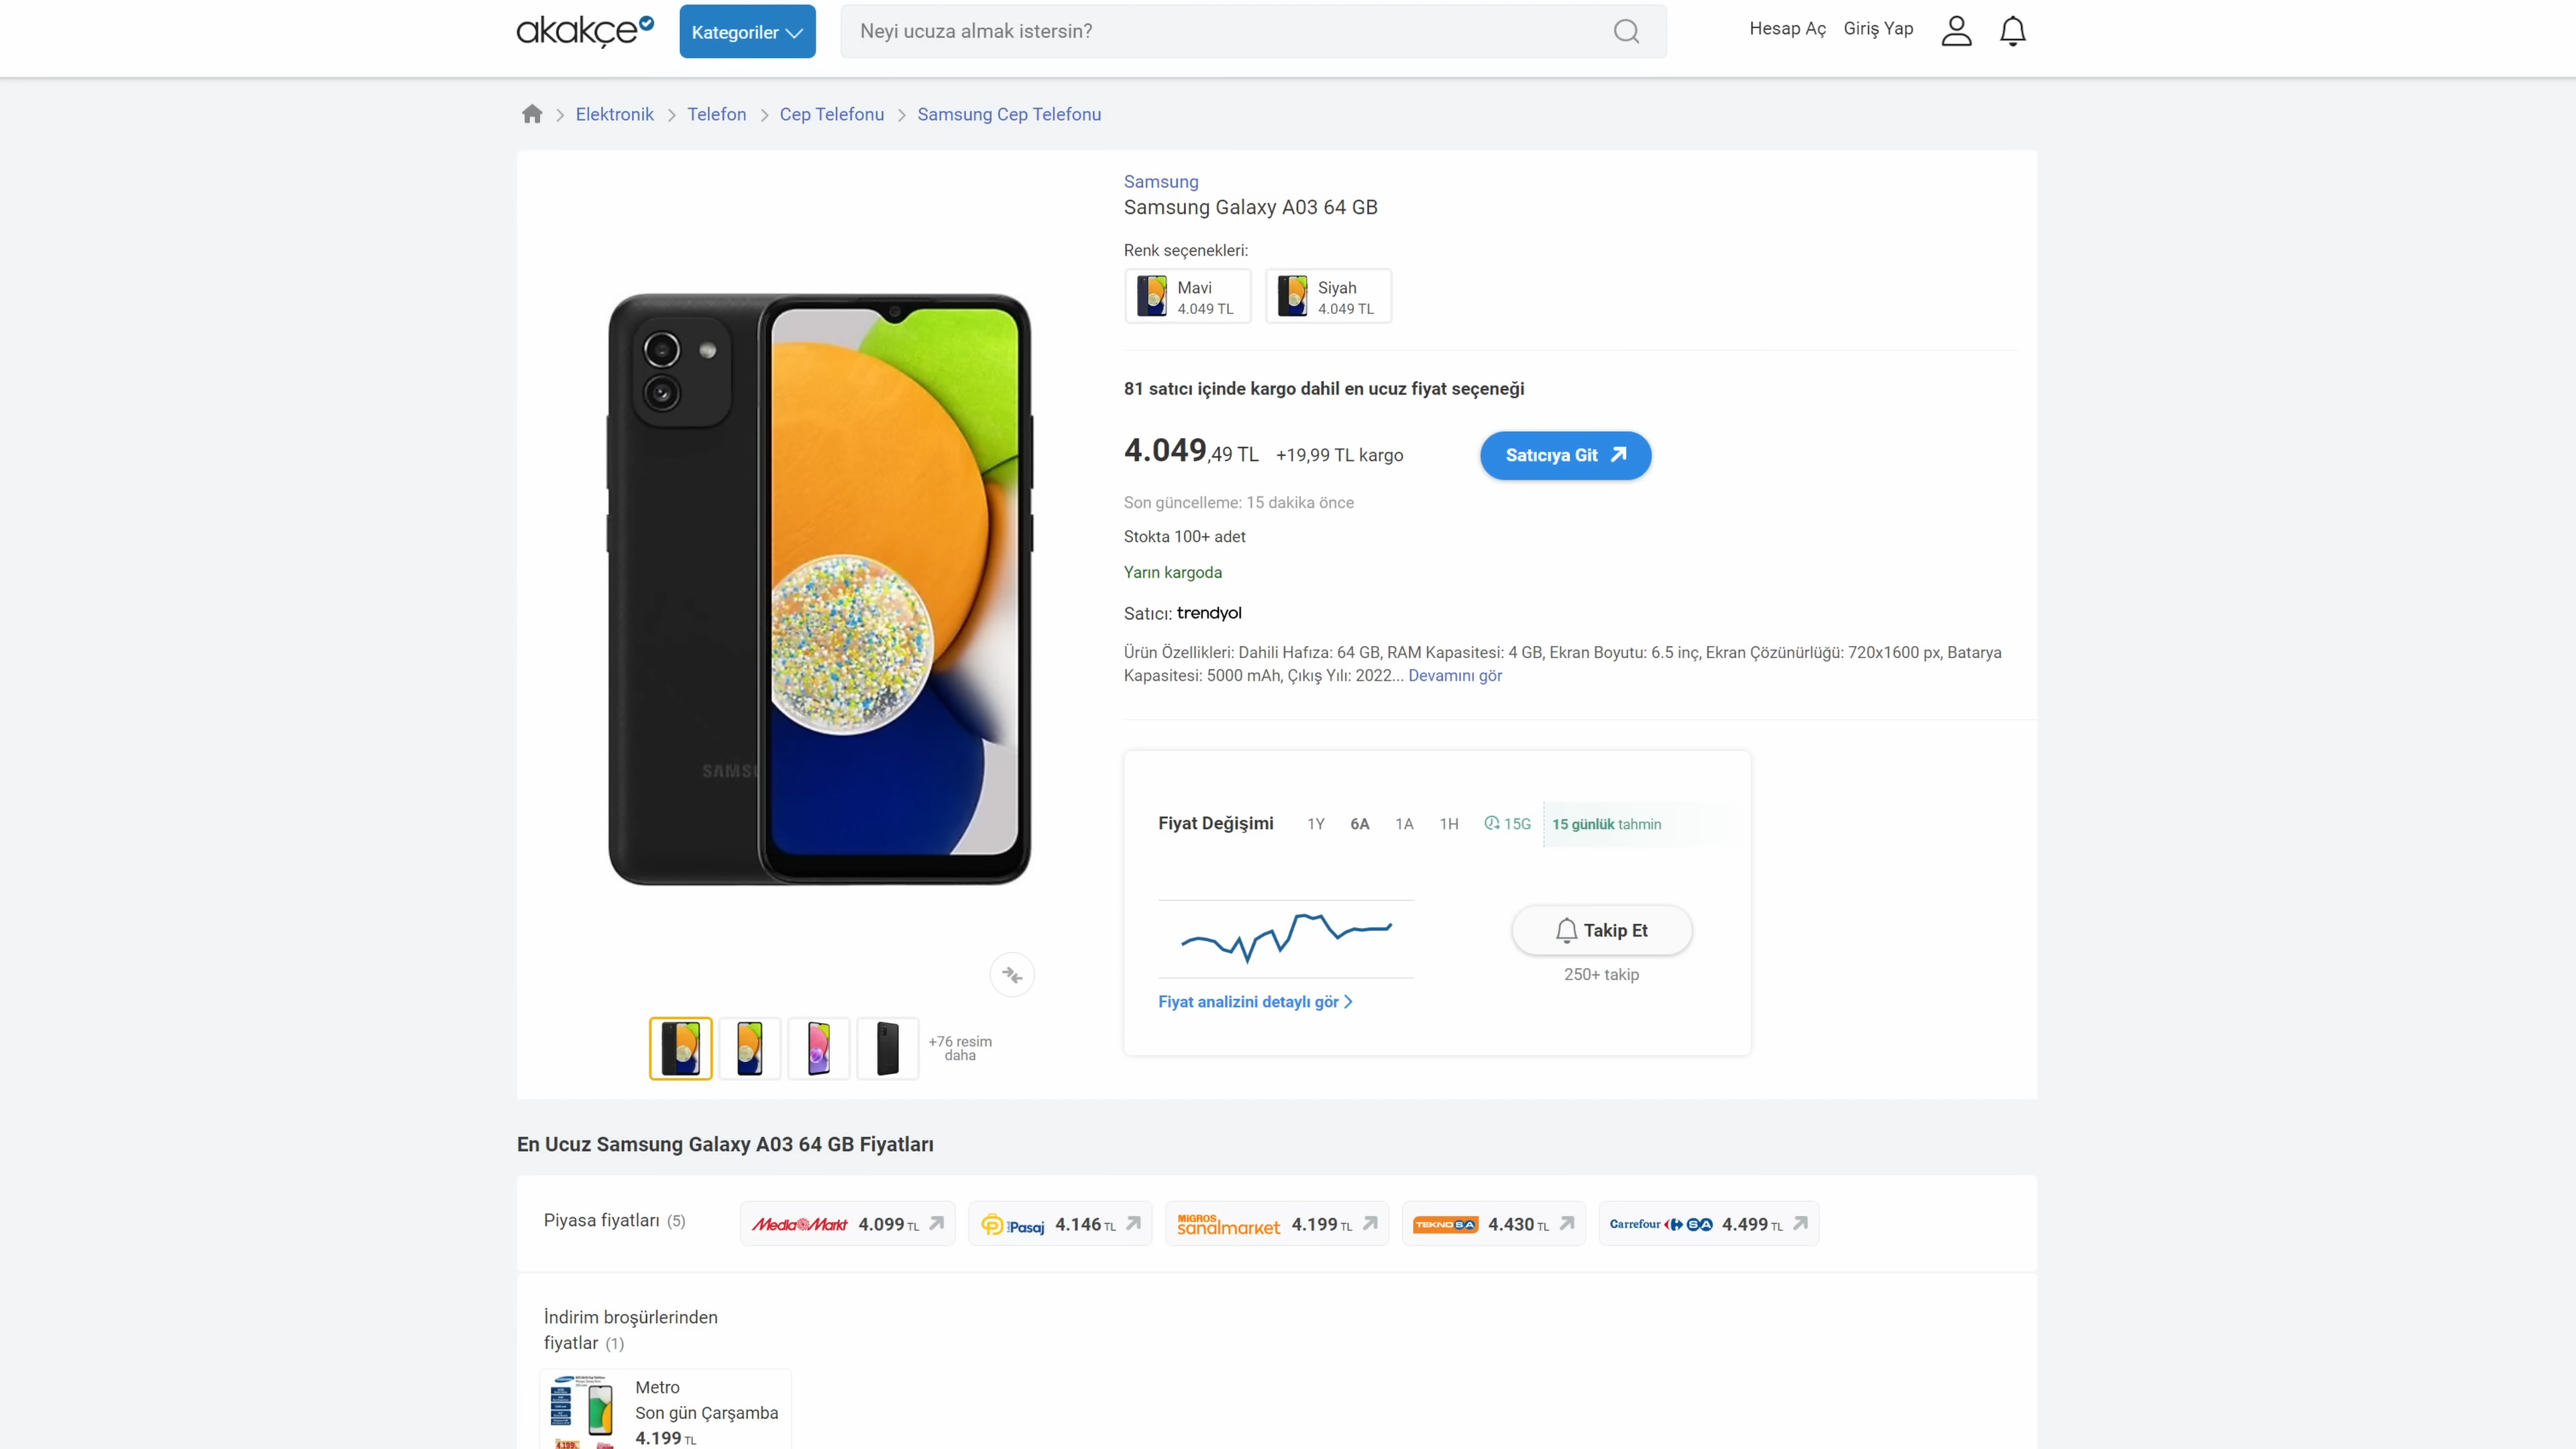 akakçe
Kategoriler
Neyi ucuza almak istersin?
Hesap Aç Giriş Yap
Elektronik Telefon Cep Telefonu Samsung Cep Telefonu
Samsung
Samsung Galaxy A03 64 GB
Renk seçenekleri:
Mavi
4.049 TL
Siyah
4.049 TL
81 satıcı içinde kargo dahil en ucuz fiyat seçeneği
4.049,49 TL +19,99 TL kargo
Satıcıya Git
Son güncelleme: 15 dakika önce
Stokta 100+ adet
Yarın kargoda
Satıcı: trendyol
Ürün Özellikleri: Dahili Hafıza: 64 GB, RAM Kapasitesi: 4 GB, Ekran Boyutu: 6.5 inç, Ekran Çözünürlüğü: 720x1600 px, Batarya
Kapasitesi: 5000 mAh, Çıkış Yılı: 2022... Devamını gör
Fiyat Değişimi 1Y 6A 1A 1H 15G 15 günlük tahmin
Takip Et
250+ takip
Fiyat analizini detaylı gör
+76 resim
daha
En Ucuz Samsung Galaxy A03 64 GB Fiyatları
Piyasa fiyatları (5)
MediaMarkt 4.099 TL
Pasaj 4.146 TL
MİGROS
sanalmarket 4.199 TL
TEKNOSA 4.430 TL
Carrefour SA 4.499 TL
İndirim broşürlerinden
fiyatlar (1)
Metro
Son gün Çarşamba
4.199 TL